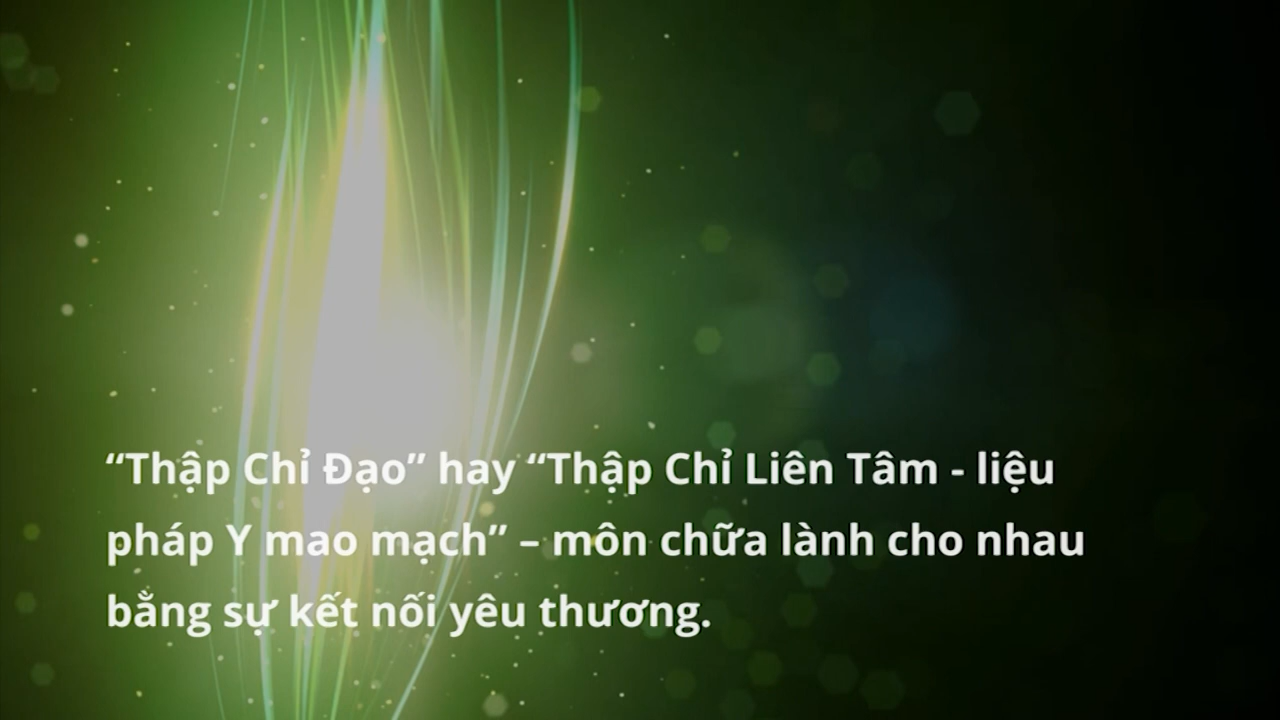 “Thập Chỉ Đạo” hay “Thập Chỉ Liên Tâm - liệu
pháp Y mao mạch” – môn chữa lành cho nhau
bằng sự kết nối yêu thương.